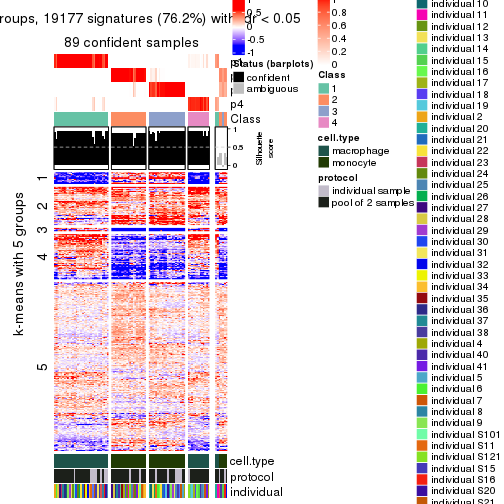 roups, 19177 signatures (76.2%) with
r < 0.05
89 confident samples
p4
Class
1
0.5
0
Silhouette
score
1
0.5
0
-0.5
-1
Status (barplots)
confident
ambiguous
0.8
0.6
0.4
0.2
0
Class
1
2
3
4
cell.type
macrophage
monocyte
protocol
individual sample
pool of 2 samples
k-means with 5 groups
1
2
3
4
5
cell.type
protocol
individual
individual 10
individual 11
individual 12
individual 13
individual 14
individual 15
individual 16
individual 17
individual 18
individual 19
individual 2
individual 20
individual 21
individual 22
individual 23
individual 24
individual 25
individual 26
individual 27
individual 28
individual 29
individual 30
individual 31
individual 32
individual 33
individual 34
individual 35
individual 36
individual 37
individual 38
individual 4
individual 40
individual 41
individual 5
individual 6
individual 7
individual 8
individual 9
individual S101
individual S11
individual S121
individual S15
individual S16
individual S20
individual S21